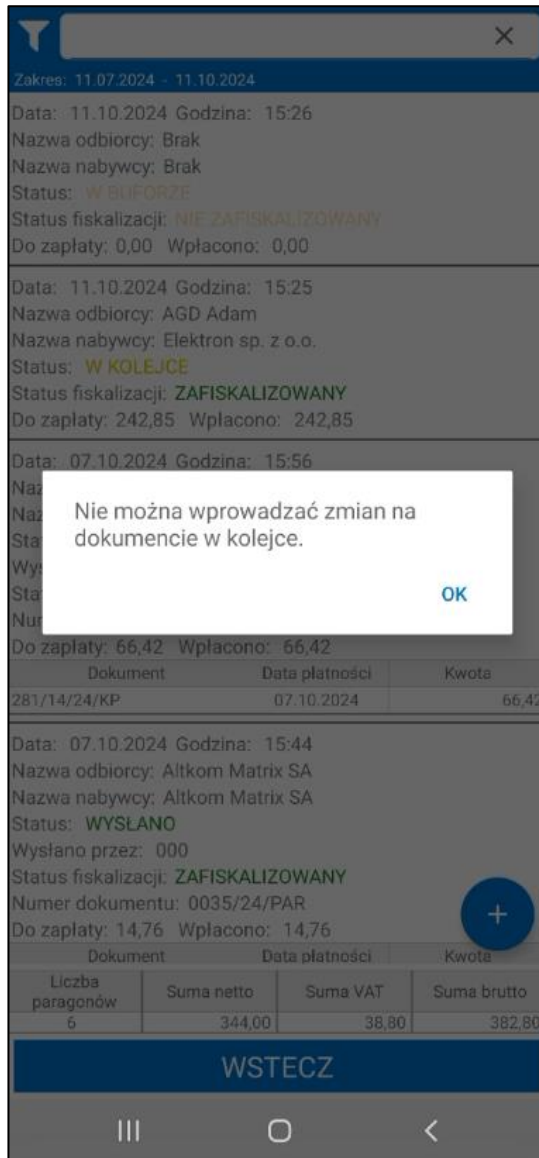 Zakres: 11.07.2024 - 11.10.2024
Data: 11.10.2024 Godzina: 15:26
Nazwa odbiorcy: Brak
Nazwa nabywcy: Brak
Status: W BUFORZE
Status fiskalizacji: NIE ZAFISKALIZOWANY
Do zapłaty: 0,00 Wpłacono: 0,00
Data: 11.10.2024 Godzina: 15:25
Nazwa odbiorcy: AGD Adam
Nazwa nabywcy: Elektron sp. z o.o.
Status: W KOLEJCE
Status fiskalizacji: ZAFISKALIZOWANY
Do zapłaty: 242,85 Wpłacono: 242,85
Data: 07.10.2024 Godzina: 15:56
Nie można wprowadzać zmian na
dokumencie w kolejce.
OK
Do zapłaty: 66,42 Wpłacono: 66,42
Dokument Data płatności Kwota
281/14/24/KP 07.10.2024 66,42
Data: 07.10.2024 Godzina: 15:44
Nazwa odbiorcy: Altkom Matrix SA
Nazwa nabywcy: Altkom Matrix SA
Status: WYSŁANO
Wysłano przez: 000
Status fiskalizacji: ZAFISKALIZOWANY
Numer dokumentu: 0035/24/PAR
Do zapłaty: 14,76 Wpłacono: 14,76
Dokument Data płatności Kwota
Liczba paragonów Suma netto Suma VAT Suma brutto
6 344,00 38,80 382,80
WSTECZ